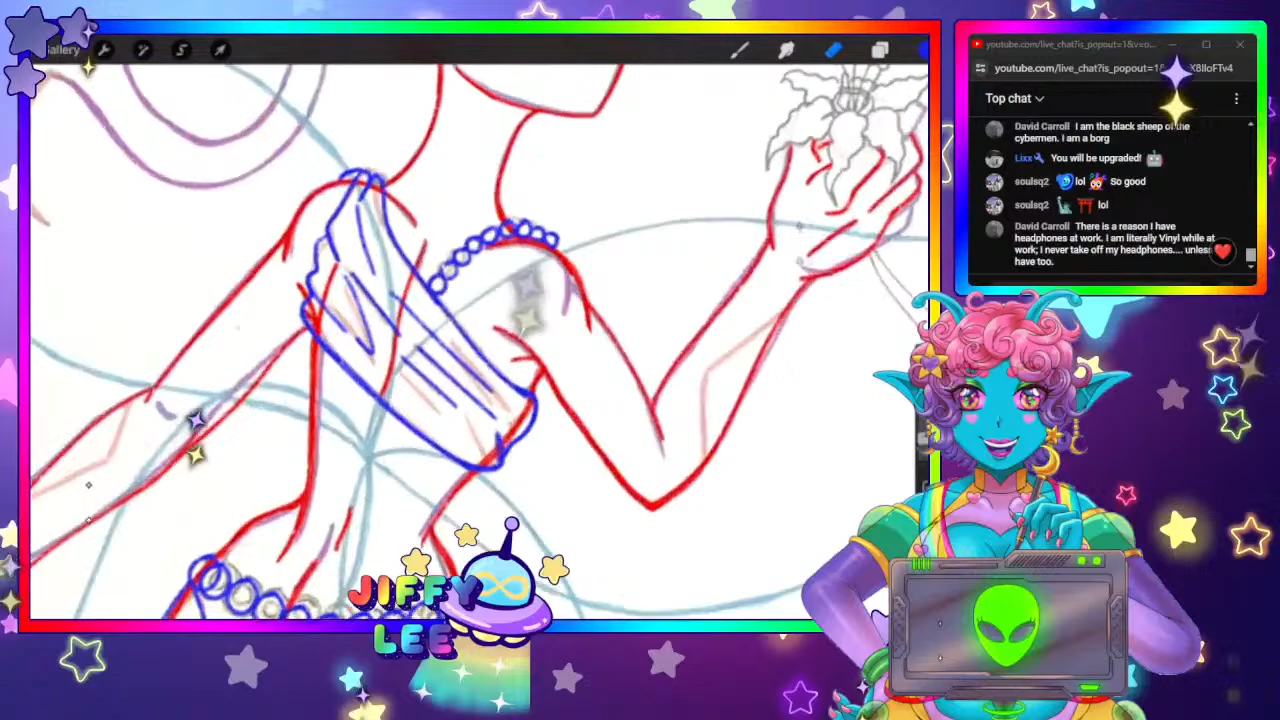 allery
youtube.com/live_chat?is_popout=1&v=o...
youtube.com/live_chat?is_popout=1
X8IIoFTv4
Top chat
David Carroll I am the black sheep of the
cybermen. I am a borg
Lixx You will be upgraded!
soulsq2 lol So good
soulsq2 lol
David Carroll There is a reason I have
headphones at work. I am literally Vinyl while at
work; I never take off my headphones.... unless
have too.
JIFFY
LEE